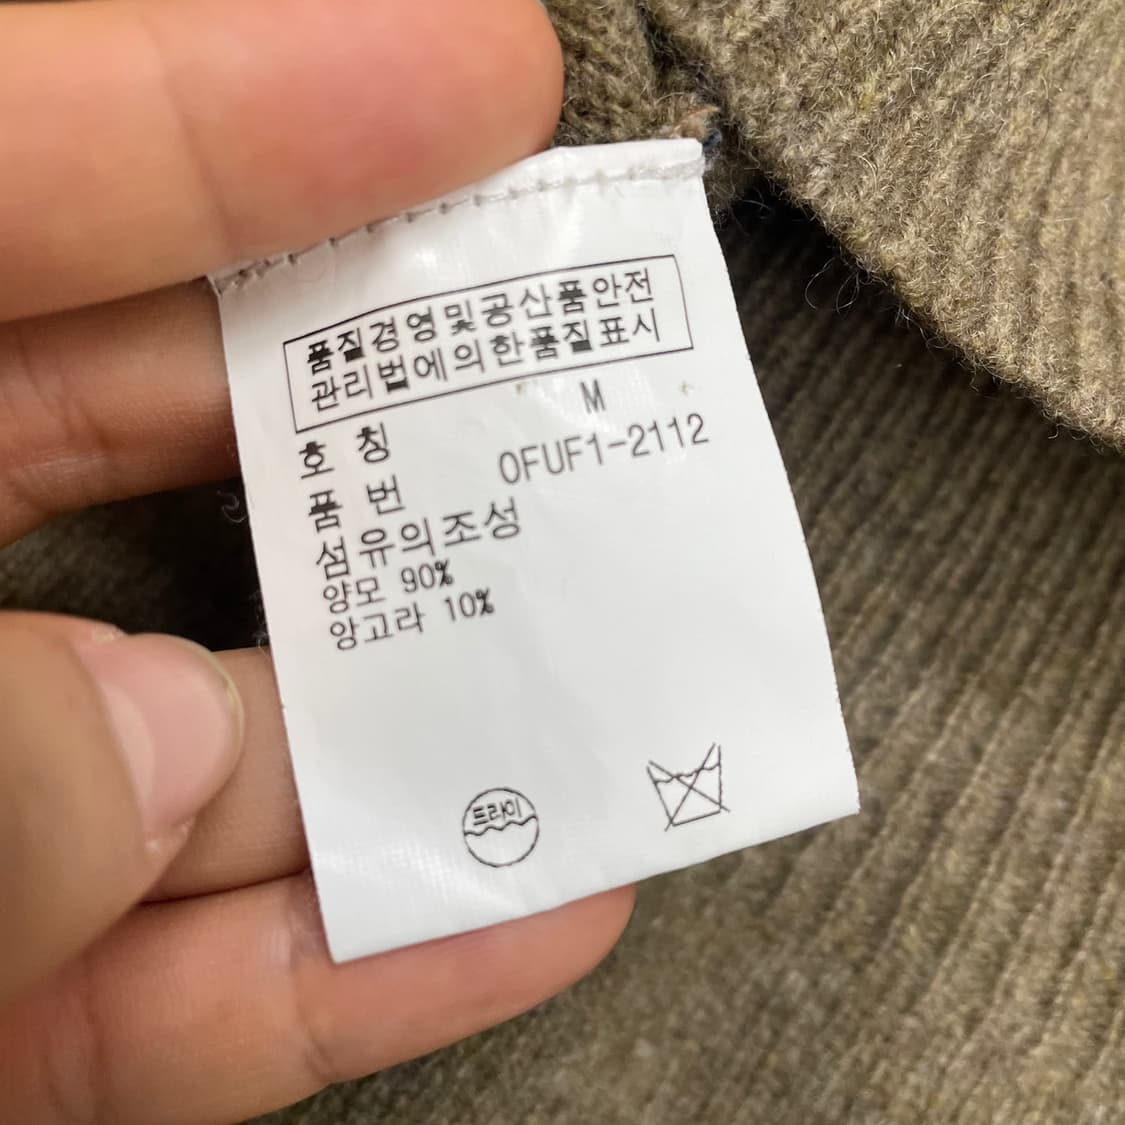 품질경영및공산품안전
관리법에의한품질표시
호 칭 M
품 번 OFUF1-2112
섬유의조성
양모 90%
앙고라 10%
드라이